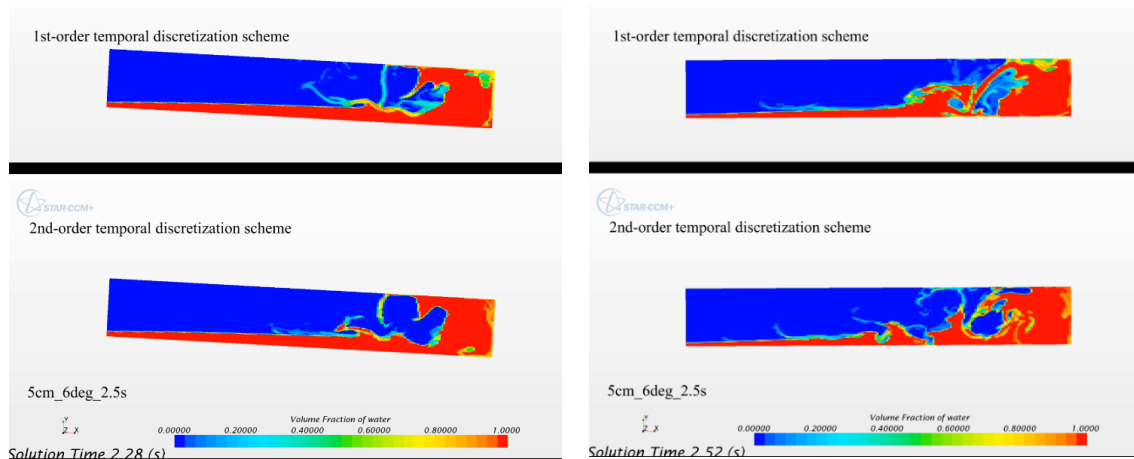 1st-order temporal discretization scheme
STAR-CCM+
2nd-order temporal discretization scheme
5cm_6deg_2.5s
Y
Z X
Volume Fraction of water
0.00000 0.20000 0.40000 0.60000 0.80000 1.0000
Solution Time 2.28 (s)
1st-order temporal discretization scheme
STAR-CCM+
2nd-order temporal discretization scheme
5cm_6deg_2.5s
Y
Z X
Volume Fraction of water
0.00000 0.20000 0.40000 0.60000 0.80000 1.0000
Solution Time 2.52 (s)